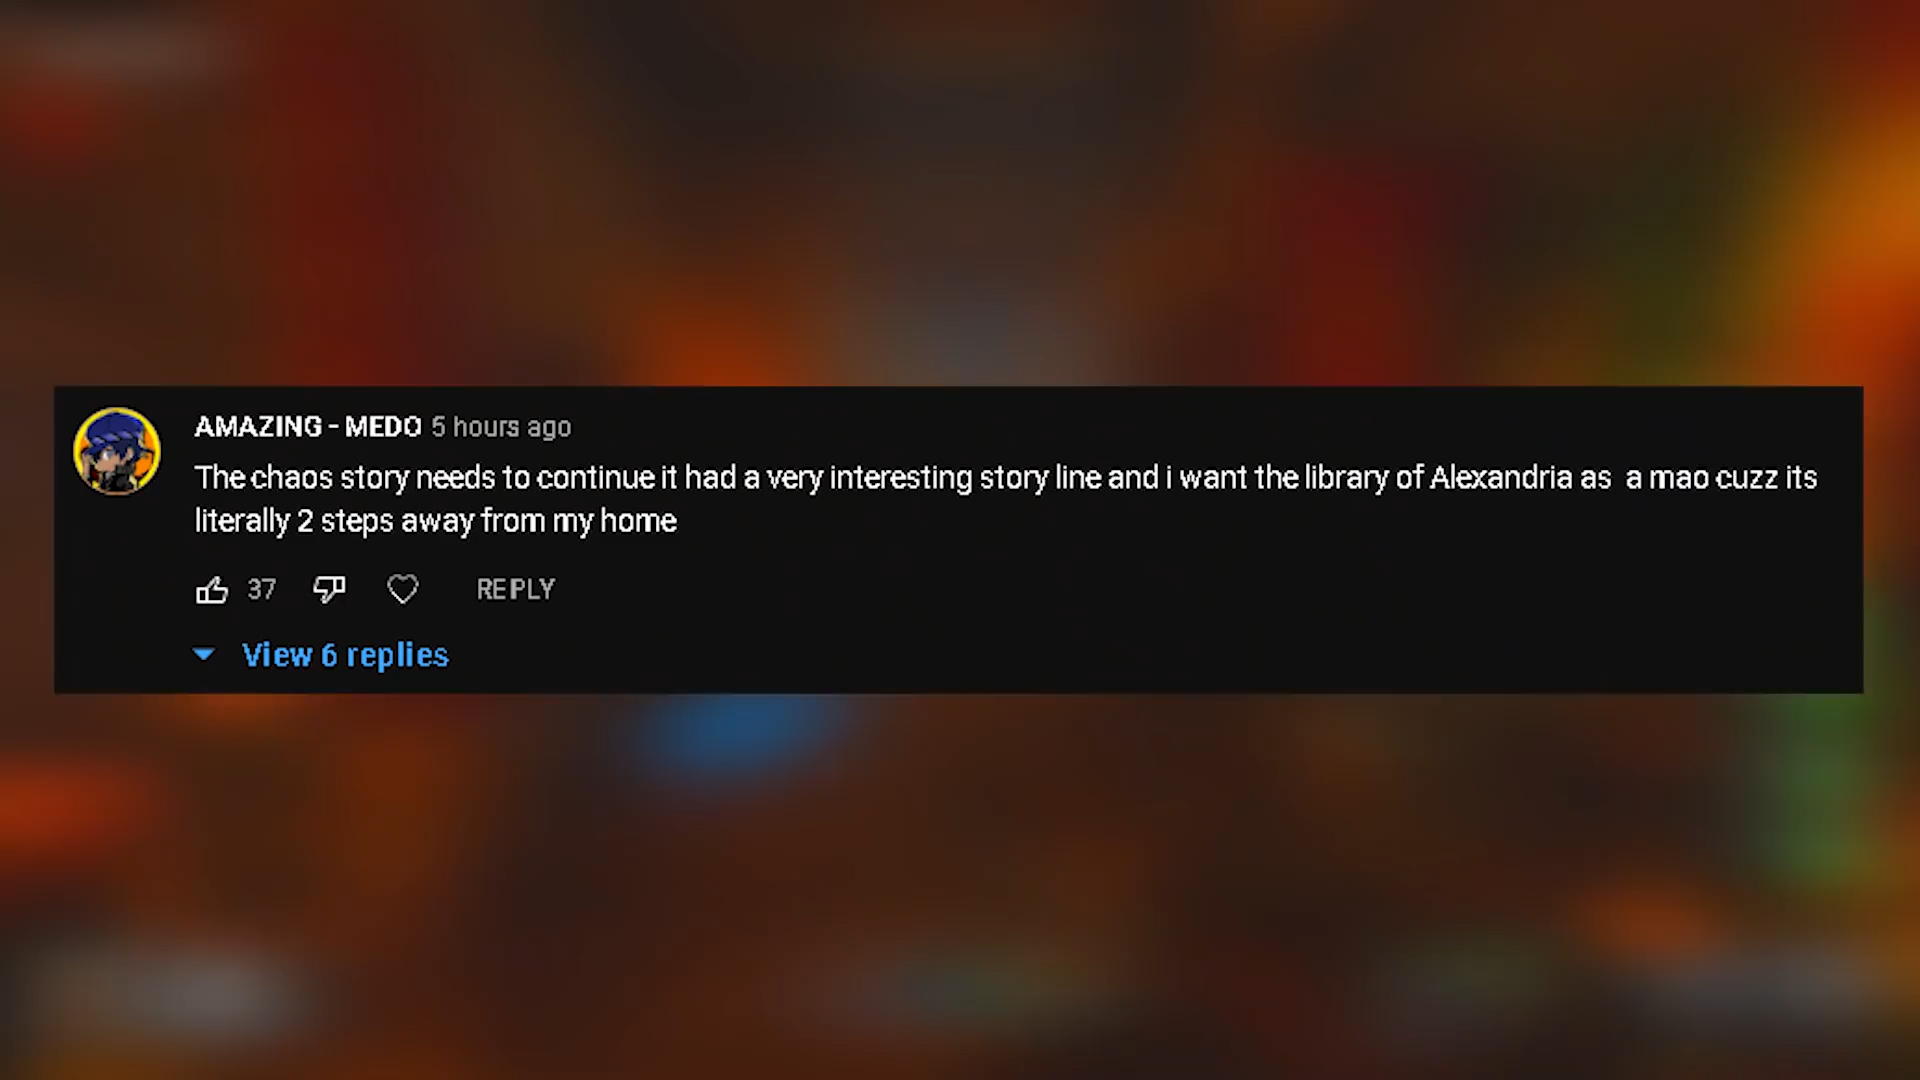 AMAZING - MEDO 5 hours ago
The chaos story needs to continue it had a very interesting story line and i want the library of Alexandria as  a mao cuzz its
literally 2 steps away from my home
37 REPLY
View 6 replies